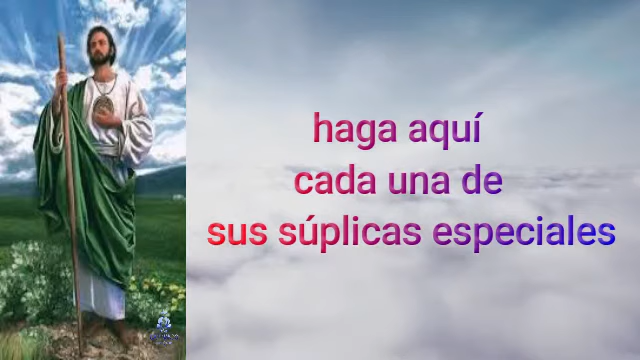 haga aquí
cada una de
sus súplicas especiales